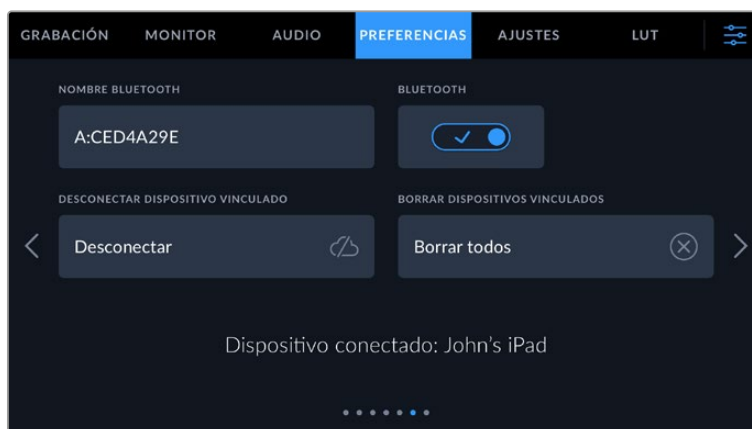 GRABACIÓN MONITOR AUDIO PREFERENCIAS AJUSTES LUT
NOMBRE BLUETOOTH BLUETOOTH
A:CED4A29E
DESCONECTAR DISPOSITIVO VINCULADO BORRAR DISPOSITIVOS VINCULADOS
Desconectar Borrar todos
Dispositivo conectado: John's iPad